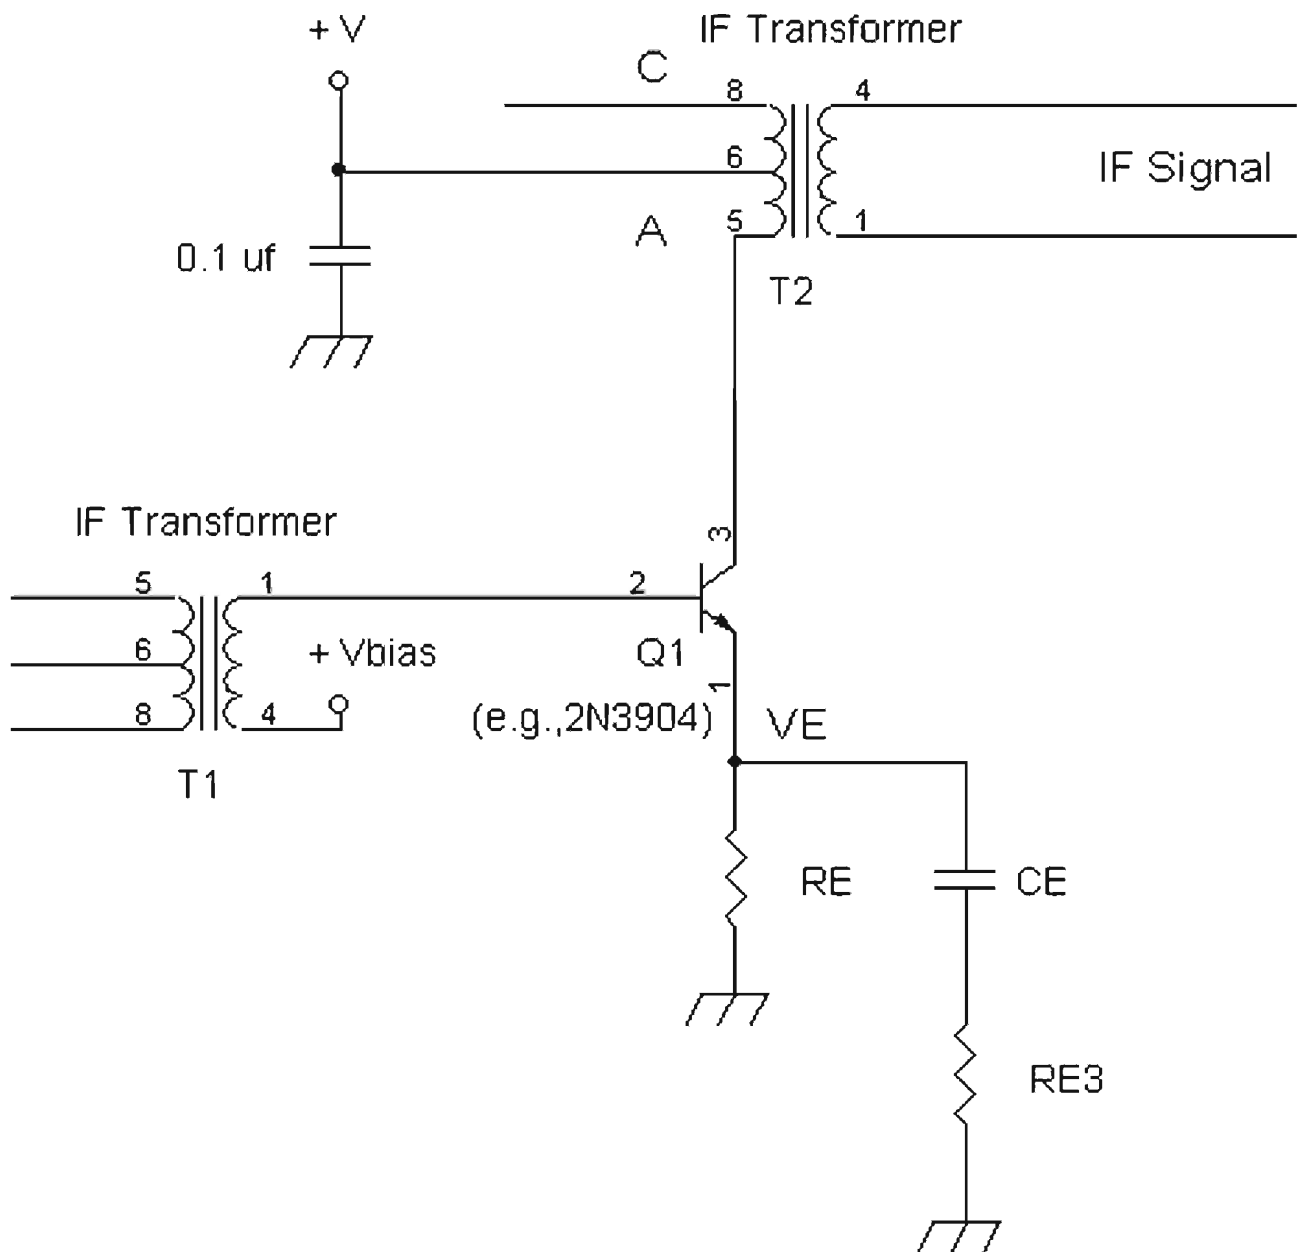 + V
IF Transformer
C
8
4
6
IF Signal
A
5
1
0.1 uf
T2
IF Transformer
3
5
1
2
6
+ Vbias
Q1
1
8
4
(e.g.,2N3904)
VE
T1
RE
CE
RE3